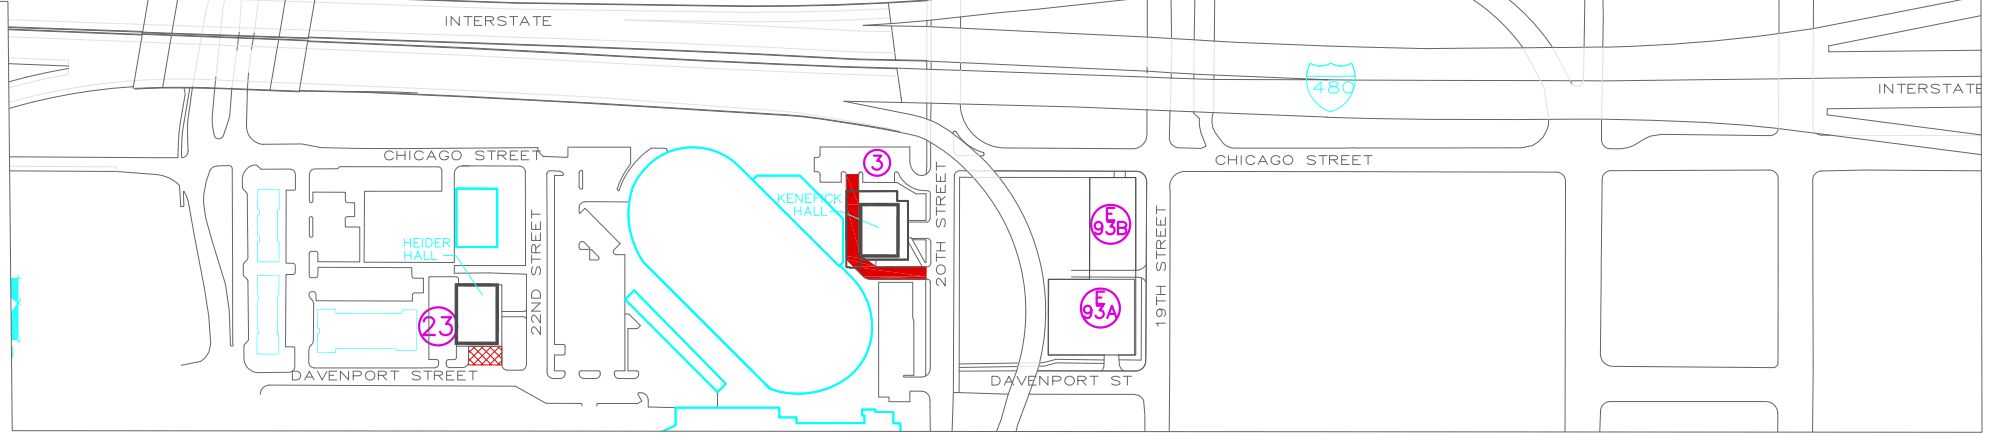 INTERSTATE
480
INTERSTATE
CHICAGO STREET
3
CHICAGO STREET
KENEFICK
HALL
20TH STREET
E
93B
HEIDER
HALL
22ND STREET
19TH STREET
E
93A
23
DAVENPORT STREET
DAVENPORT ST